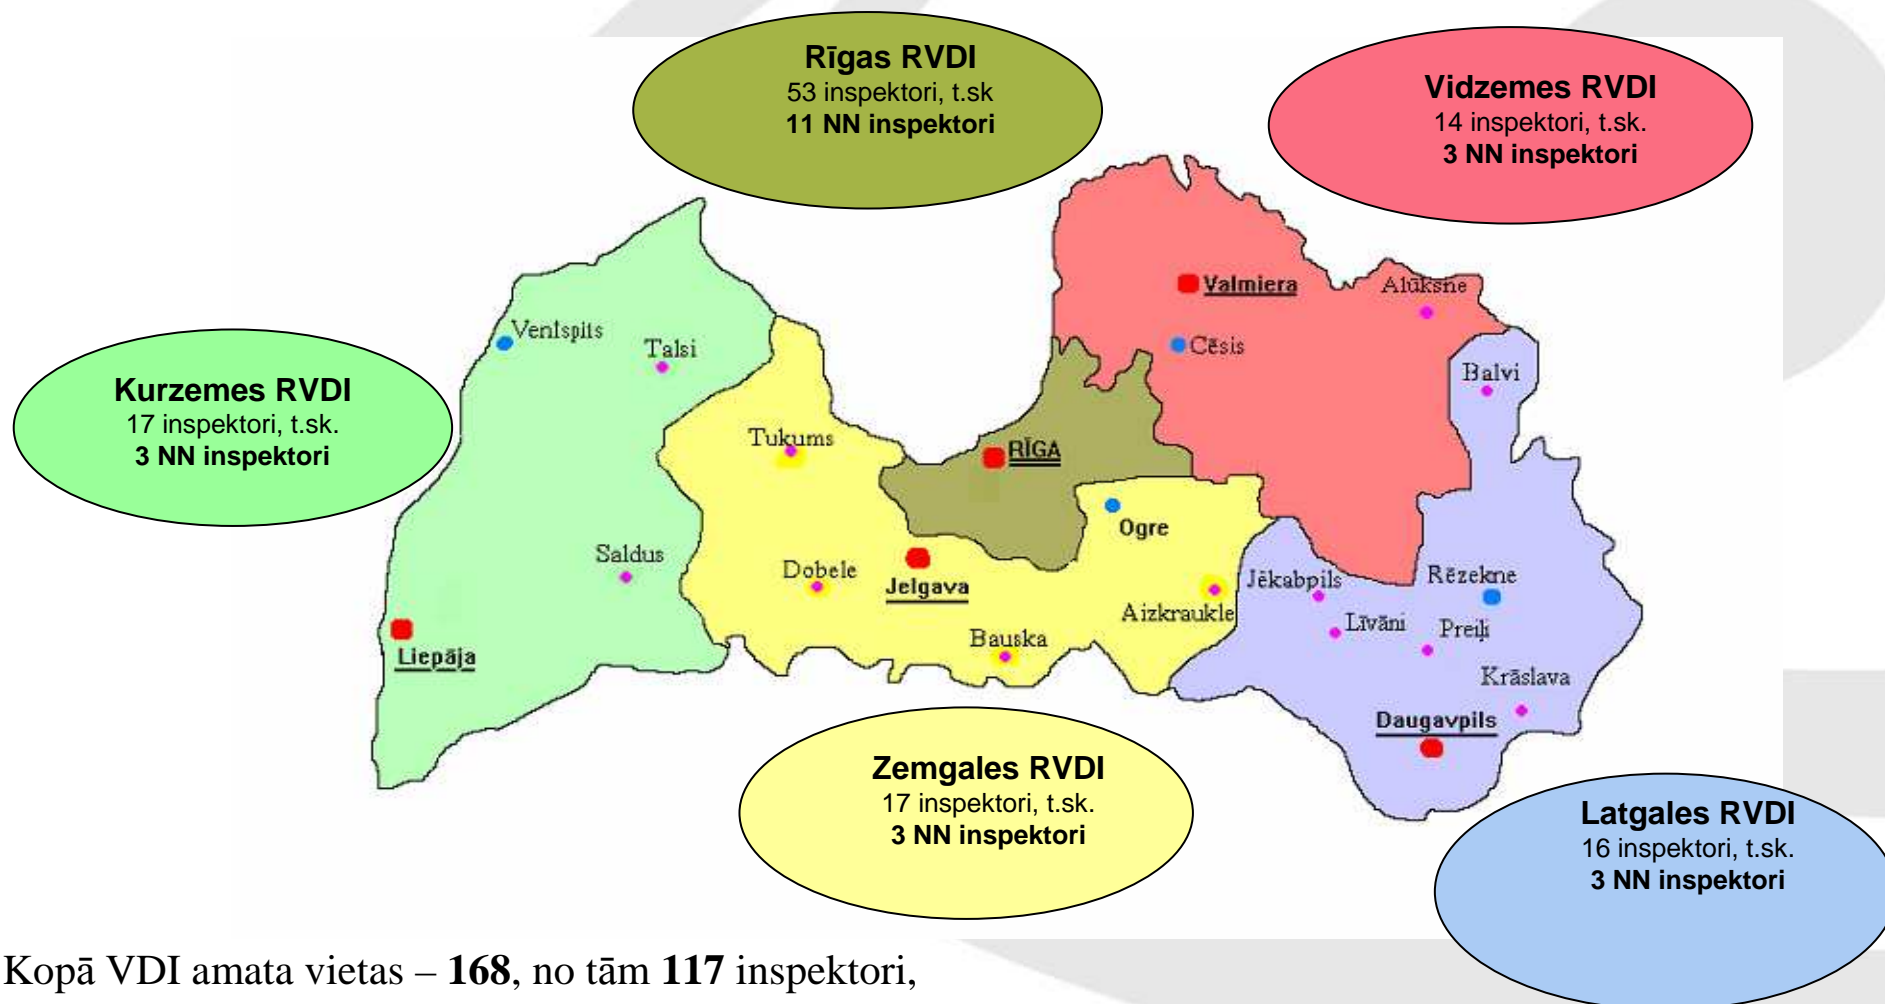 Rīgas RVDI
53 inspektori, t.sk
11 NN inspektori
Vidzemes RVDI
14 inspektori, t.sk.
3 NN inspektori
Kurzemes RVDI
17 inspektori, t.sk.
3 NN inspektori
Zemgales RVDI
17 inspektori, t.sk.
3 NN inspektori
Latgales RVDI
16 inspektori, t.sk.
3 NN inspektori
Ventspils
Talsi
Saldus
Liepāja
Tukums
Dobele
Jelgava
Bauska
RĪGA
Ogre
Aizkraukle
Valmiera
Cēsis
Alūksne
Balvi
Jēkabpils
Līvāni
Preiļi
Rēzekne
Krāslava
Daugavpils
Kopā VDI amata vietas – 168, no tām 117 inspektori,